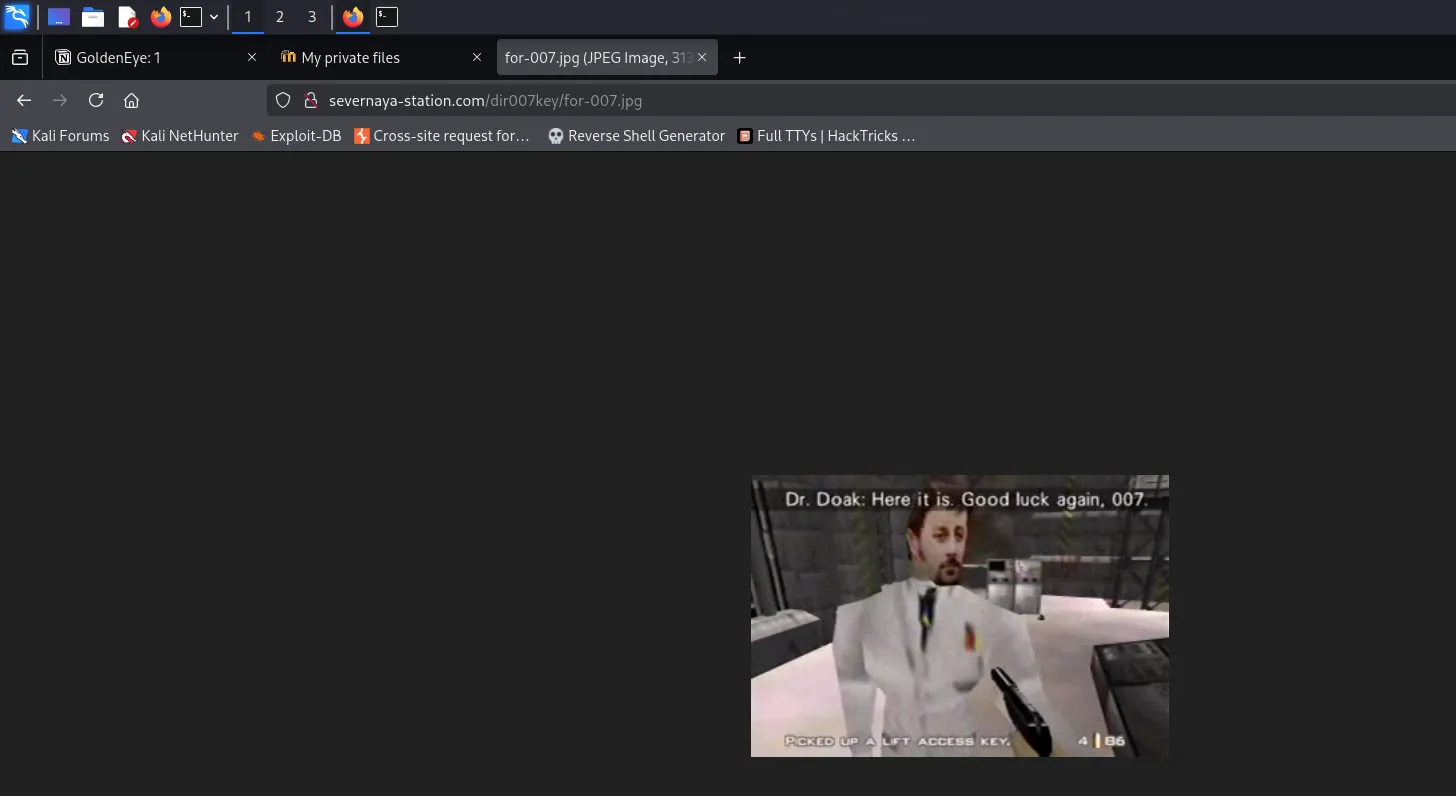 1 2 3
GoldenEye: 1
My private files
for-007.jpg (JPEG Image, 313
severnaya-station.com/dir007key/for-007.jpg
Kali Forums Kali NetHunter Exploit-DB Cross-site request for… Reverse Shell Generator Full TTYs | HackTricks …
Dr. Doak: Here it is. Good luck again, 007.
PICKED UP A LIFT ACCESS KEY. 4 86